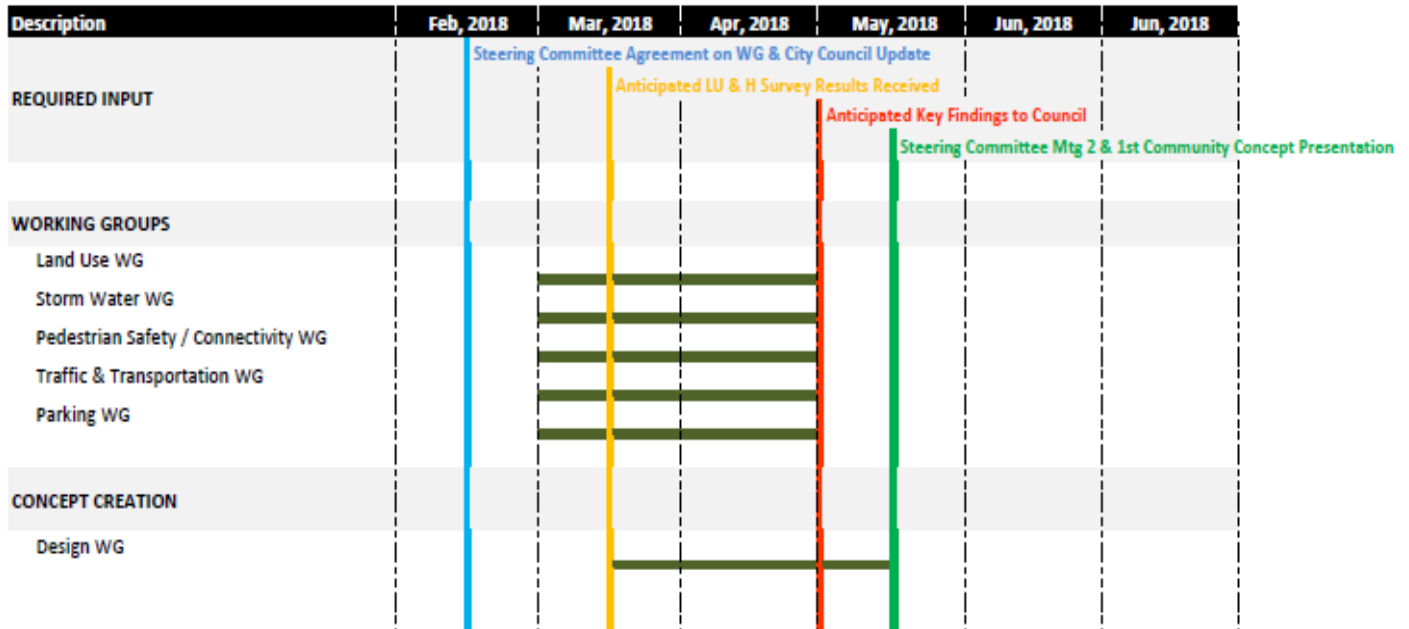 Description Feb, 2018 Mar, 2018 Apr, 2018 May, 2018 Jun, 2018 Jun, 2018
Steering Committee Agreement on WG & City Council Update
Anticipated LU & H Survey Results Received
REQUIRED INPUT
Anticipated Key Findings to Council
Steering Committee Mtg 2 & 1st Community Concept Presentation
WORKING GROUPS
Land Use WG
Storm Water WG
Pedestrian Safety / Connectivity WG
Traffic & Transportation WG
Parking WG
CONCEPT CREATION
Design WG